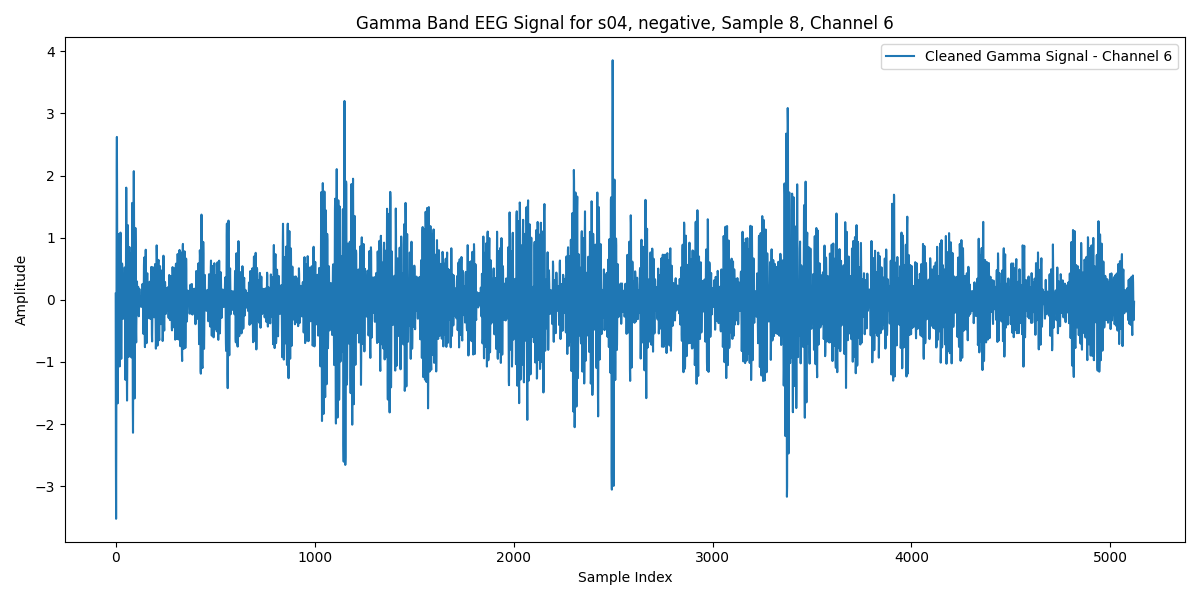 Gamma Band EEG Signal for s04, negative, Sample 8, Channel 6
Cleaned Gamma Signal - Channel 6
Amplitude
4
3
2
1
0
−1
−2
−3
0 1000 2000 3000 4000 5000
Sample Index